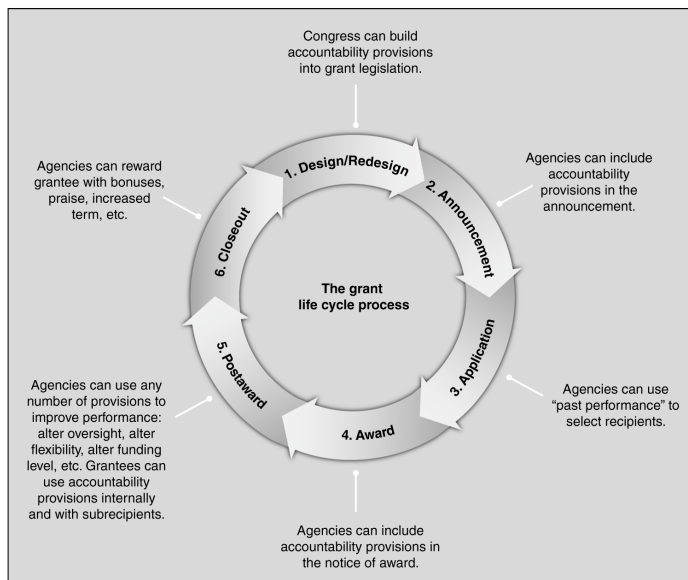 Congress can build
accountability provisions
into grant legislation.
1. Design/Redesign
Agencies can include
accountability
provisions in the
announcement.
2. Announcement
Agencies can use
“past performance” to
select recipients.
3. Application
Agencies can include
accountability provisions in
the notice of award.
4. Award
Agencies can use any
number of provisions to
improve performance:
alter oversight, alter
flexibility, alter funding
level, etc. Grantees can
use accountability
provisions internally
and with subrecipients.
5. Postaward
Agencies can reward
grantee with bonuses,
praise, increased
term, etc.
6. Closeout
The grant
life cycle process